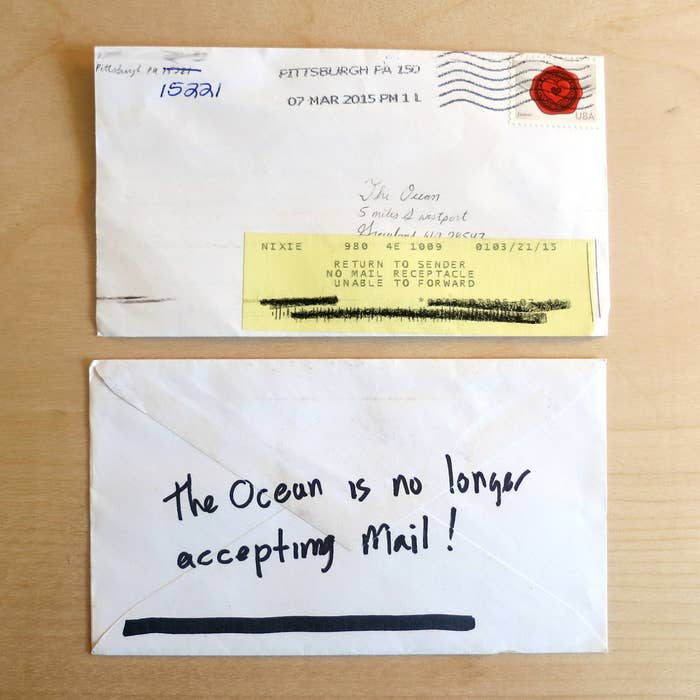 Pittsburgh PA 15221
15221
PITTSBURGH PA 150
07 MAR 2015 PM 1 L
USA
The Ocean
5 miles S westport
NIXIE 980 4E 1009 0103/21/15
RETURN TO SENDER
NO MAIL RECEPTACLE
UNABLE TO FORWARD
The Ocean is no longer
accepting Mail!